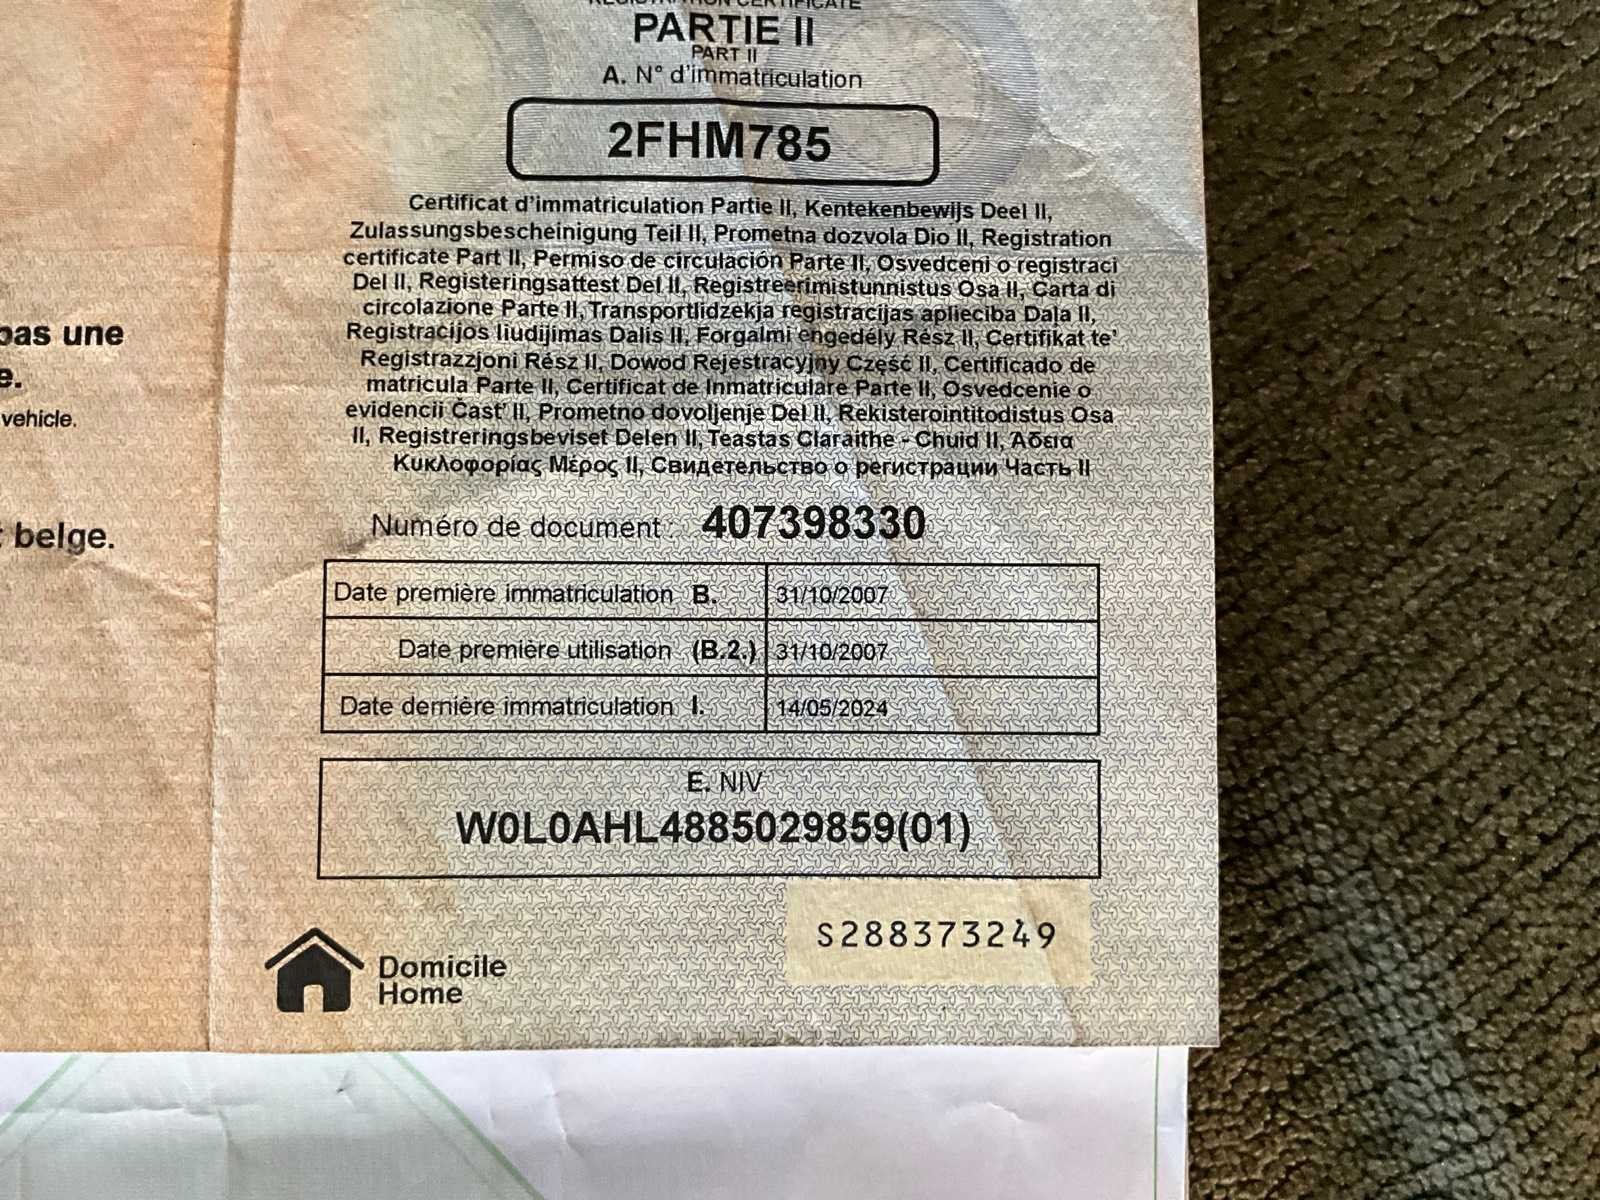 REGISTRATION CERTIFICATE
PARTIE II
PART II
A. N° d'immatriculation
2FHM785
Certificat d'immatriculation Partie II, Kentekenbewijs Deel II,
Zulassungsbescheinigung Teil II, Prometna dozvola Dio II, Registration
certificate Part II, Permiso de circulación Parte II, Osvedceni o registraci
Del II, Registeringsattest Del II, Registreerimistunnistus Osa II, Carta di
circolazione Parte II, Transportlidzekja registracijas aplieciba Daļa II,
Registracijos liudijimas Dalis II, Forgalmi engedély Rész II, Certifikat te'
Registrazzjoni Rész II, Dowod Rejestracyjny Część II, Certificado de
matricula Parte II, Certificat de Inmatriculare Parte II, Osvedcenie o
evidencii Čast' II, Prometno dovoljenje Del II, Rekisterointitodistus Osa
II, Registreringsbeviset Delen II, Teastas Claraithe - Chuid II, Άδεια
Κυκλοφορίας Μέρος II, Свидетельство о регистрации Часть II
Numéro de document : 407398330
Date première immatriculation B. 31/10/2007
Date première utilisation (B.2.) 31/10/2007
Date dernière immatriculation I. 14/05/2024
E. NIV
W0L0AHL4885029859(01)
S288373249
Domicile
Home
pas une
e.
vehicle.
t belge.